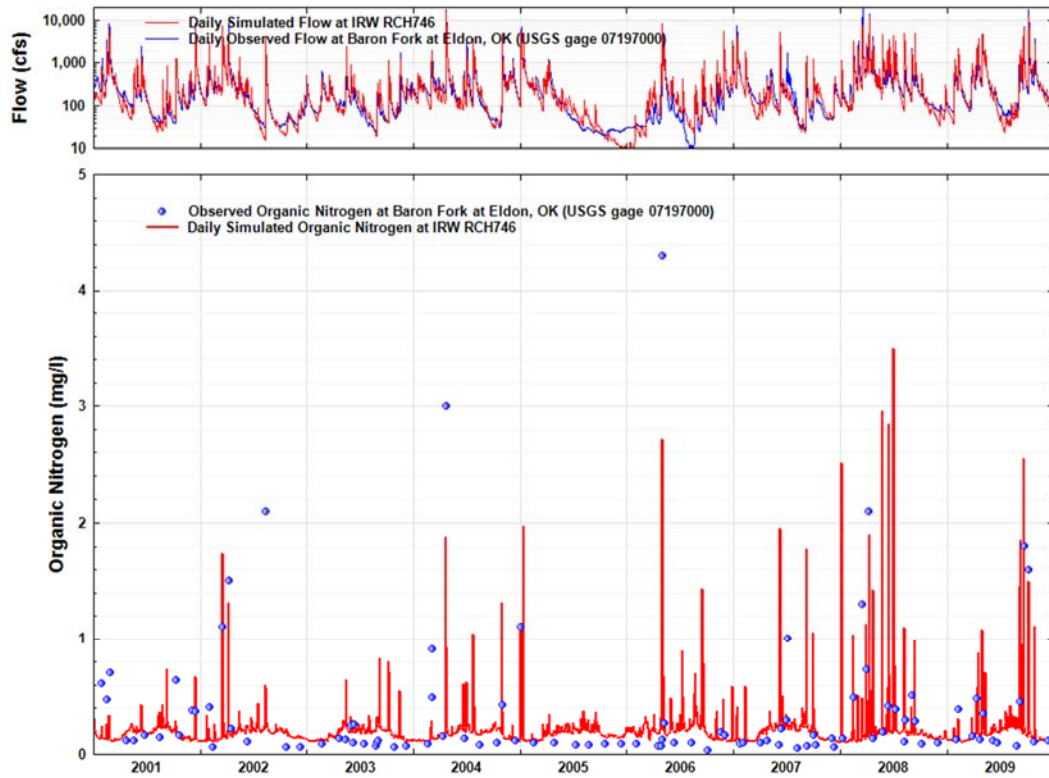 10,000
1,000
100
10
Flow (cfs)
Daily Simulated Flow at IRW RCH746
Daily Observed Flow at Baron Fork at Eldon, OK (USGS gage 07197000)
5
4
3
2
1
0
Organic Nitrogen (mg/l)
Observed Organic Nitrogen at Baron Fork at Eldon, OK (USGS gage 07197000)
Daily Simulated Organic Nitrogen at IRW RCH746
2001 2002 2003 2004 2005 2006 2007 2008 2009